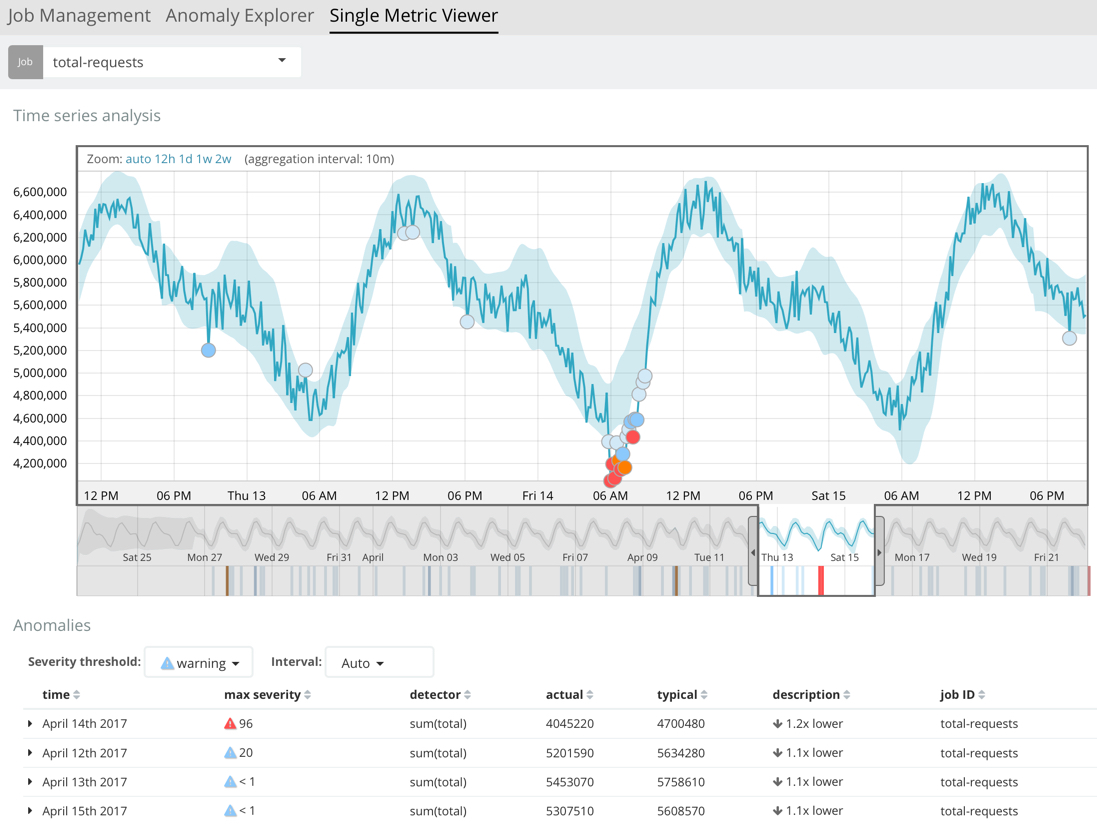 Job Management Anomaly Explorer Single Metric Viewer
Job total-requests
Time series analysis
Zoom: auto 12h 1d 1w 2w (aggregation interval: 10m)
6,600,000
6,400,000
6,200,000
6,000,000
5,800,000
5,600,000
5,400,000
5,200,000
5,000,000
4,800,000
4,600,000
4,400,000
4,200,000
12 PM 06 PM Thu 13 06 AM 12 PM 06 PM Fri 14 06 AM 12 PM 06 PM Sat 15 06 AM 12 PM 06 PM
Sat 25 Mon 27 Wed 29 Fri 31 April Mon 03 Wed 05 Fri 07 Apr 09 Tue 11 Thu 13 Sat 15 Mon 17 Wed 19 Fri 21
Anomalies
Severity threshold: warning Interval: Auto
time max severity detector actual typical description job ID
April 14th 2017 96 sum(total) 4045220 4700480 1.2x lower total-requests
April 12th 2017 20 sum(total) 5201590 5634280 1.1x lower total-requests
April 13th 2017 < 1 sum(total) 5453070 5758610 1.1x lower total-requests
April 15th 2017 < 1 sum(total) 5307510 5608570 1.1x lower total-requests